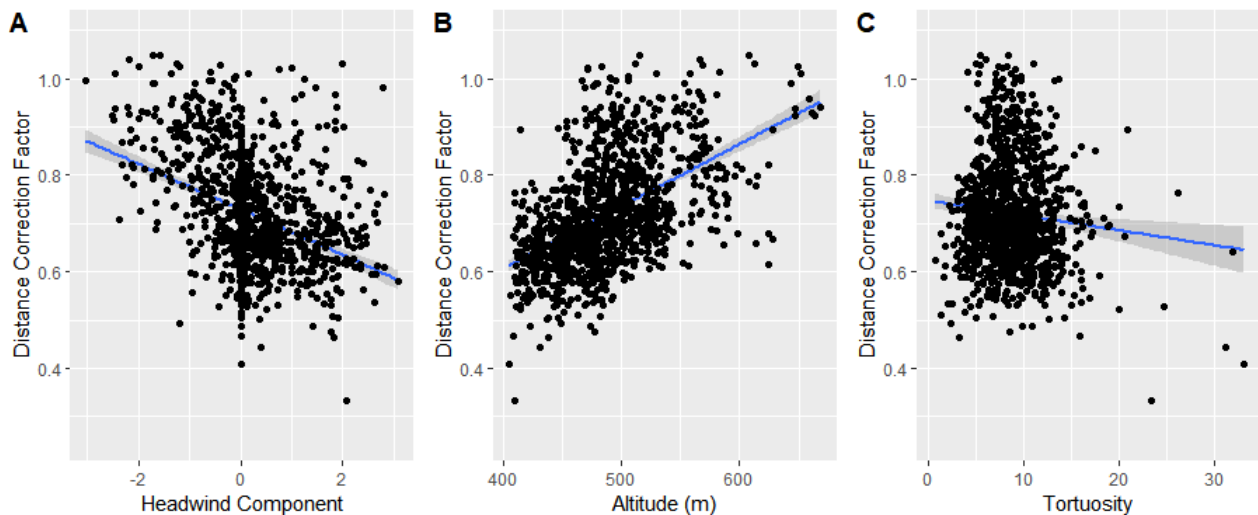 A
Distance Correction Factor
1.0
0.8
0.6
0.4
-2
0
2
Headwind Component
B
Distance Correction Factor
1.0
0.8
0.6
0.4
400
500
600
Altitude (m)
C
Distance Correction Factor
1.0
0.8
0.6
0.4
0
10
20
30
Tortuosity